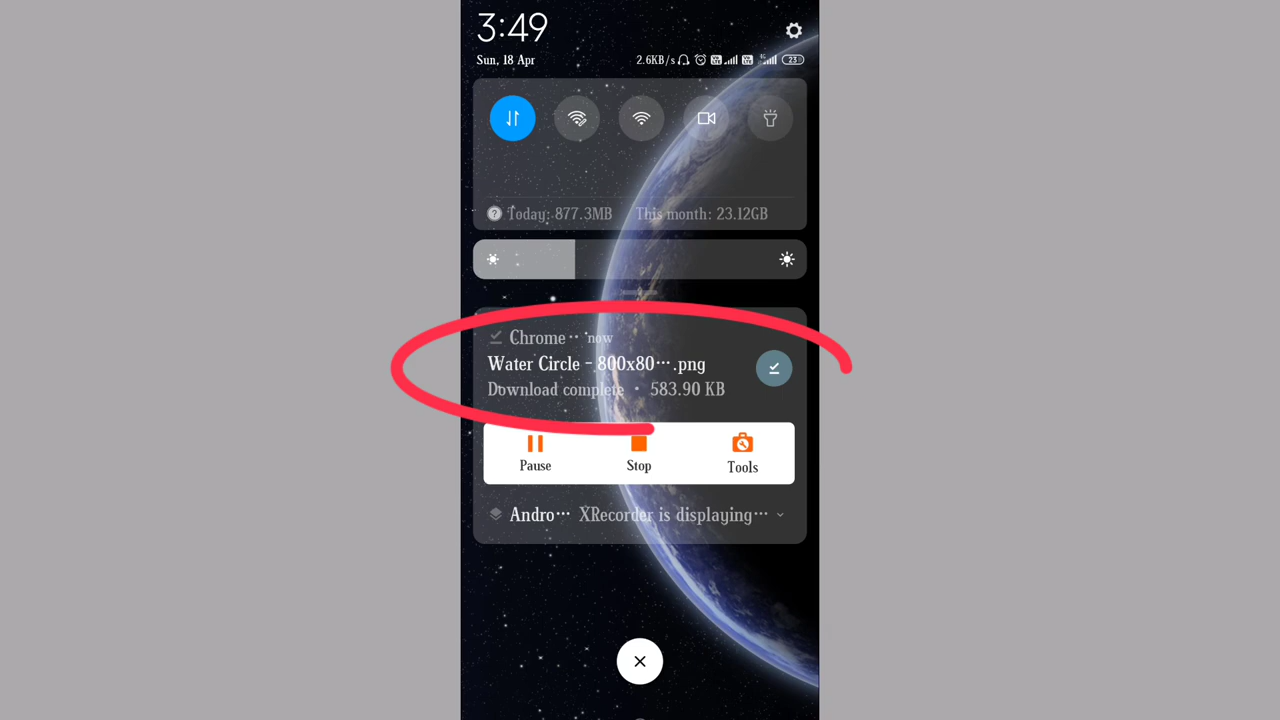 3:49
Sun, 18 Apr
2.6KB/s
23
Today: 877.3MB This month: 23.12GB
Chrome ·· now
Water Circle - 800x80··· .png
Download complete · 583.90 KB
Pause Stop Tools
Andro··· XRecorder is displaying···